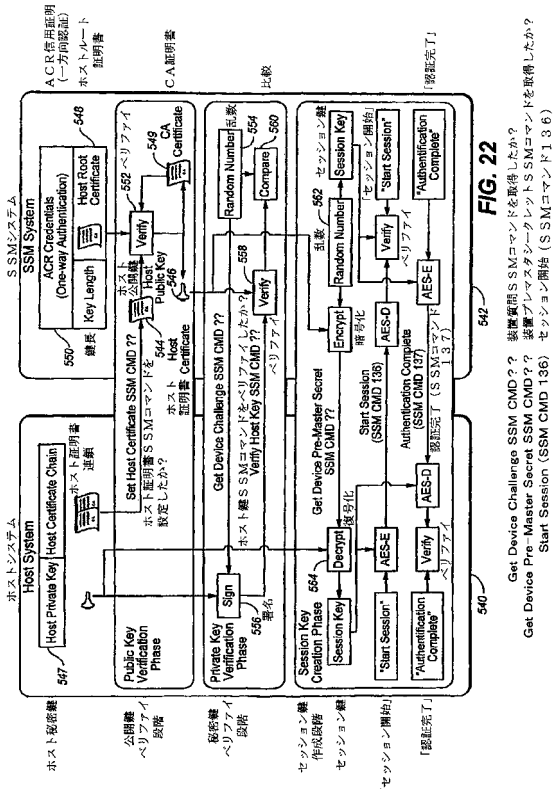 SSMシステム
SSM System
ACR Credentials
(One-way Authentication)
Key Length
Host Root
Certificate
ACR信用証明
(一方向認証)
ホストルート
証明書
550
鍵長
548
ホストシステム
Host System
Host Private Key
Host Certificate Chain
547
ホスト秘密鍵
ホスト証明書
連鎖
Public Key
Verification
Phase
公開鍵
ベリファイ
段階
Set Host Certificate SSM CMD ??
ホスト証明書SSMコマンドを
設定したか?
544
Host
Certificate
ホスト
証明書
ホスト
公開鍵
Host
Public Key
546
552 ベリファイ
Verify
549
CA
Certificate
CA証明書
Private Key
Verification
Phase
秘密鍵
ベリファイ
段階
Get Device Challenge SSM CMD ??
ホスト鍵SSMコマンドをベリファイしたか?
Verify Host Key SSM CMD ??
Sign
556
署名
558
Verify
ベリファイ
Random Number
乱数
554
Compare
560
比較
Session Key
Creation Phase
セッション鍵
作成段階
Get Device Pre-Master Secret
SSM CMD ??
復号化
Decrypt
564
Session Key
セッション鍵
Encrypt
暗号化
乱数
562
Random Number
セッション鍵
Session Key
Start Session
(SSM CMD 136)
"Start Session"
「セッション開始」
AES-E
AES-D
Verify
ベリファイ
セッション開始」
"Start Session"
Authentication Complete
(SSM CMD 137)
認証完了(SSMコマンド
137)
"Authentification
Complete"
「認証完了」
Verify
ベリファイ
AES-D
AES-E
"Authentification
Complete"
「認証完了」
540
542
FIG. 22
Get Device Challenge SSM CMD?? 装置質問SSMコマンドを取得したか?
Get Device Pre-Master Secret SSM CMD?? 装置プレマスタシークレットSSMコマンドを取得したか?
Start Session (SSM CMD 136) セッション開始(SSMコマンド136)